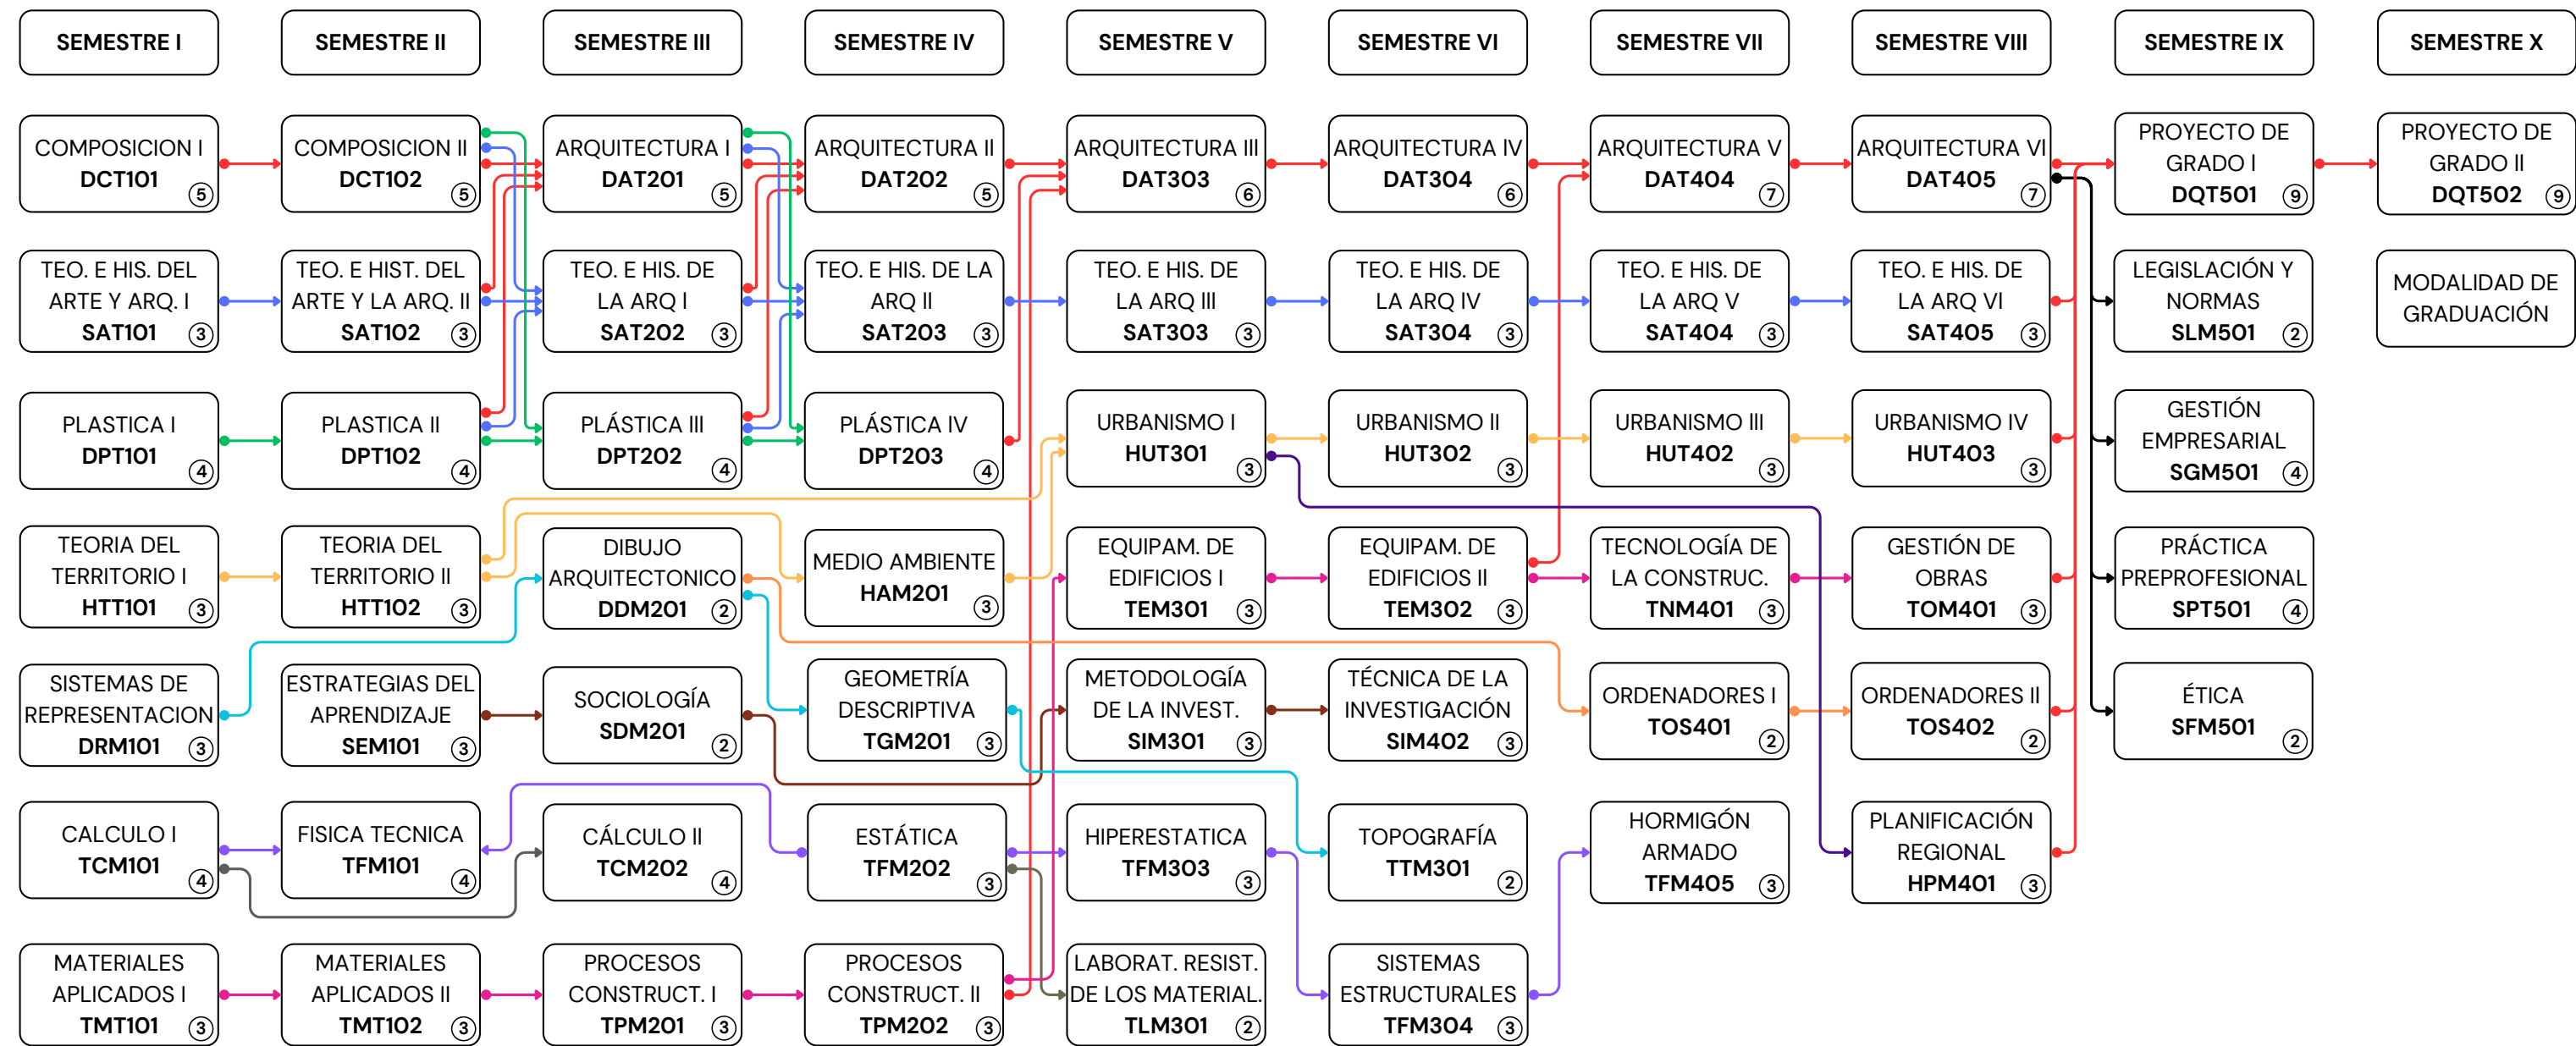 SEMESTRE I
SEMESTRE II
SEMESTRE III
SEMESTRE IV
SEMESTRE V
SEMESTRE VI
SEMESTRE VII
SEMESTRE VIII
SEMESTRE IX
SEMESTRE X
COMPOSICION I
DCT101
5
COMPOSICION II
DCT102
5
ARQUITECTURA I
DAT201
5
ARQUITECTURA II
DAT202
5
ARQUITECTURA III
DAT303
6
ARQUITECTURA IV
DAT304
6
ARQUITECTURA V
DAT404
7
ARQUITECTURA VI
DAT405
7
PROYECTO DE
GRADO I
DQT501
9
PROYECTO DE
GRADO II
DQT502
9
TEO. E HIS. DEL
ARTE Y ARQ. I
SAT101
3
TEO. E HIST. DEL
ARTE Y LA ARQ. II
SAT102
3
TEO. E HIS. DE
LA ARQ I
SAT202
3
TEO. E HIS. DE LA
ARQ II
SAT203
3
TEO. E HIS. DE
LA ARQ III
SAT303
3
TEO. E HIS. DE
LA ARQ IV
SAT304
3
TEO. E HIS. DE
LA ARQ V
SAT404
3
TEO. E HIS. DE
LA ARQ VI
SAT405
3
LEGISLACIÓN Y
NORMAS
SLM501
2
MODALIDAD DE
GRADUACIÓN
PLASTICA I
DPT101
4
PLASTICA II
DPT102
4
PLÁSTICA III
DPT202
4
PLÁSTICA IV
DPT203
4
URBANISMO I
HUT301
3
URBANISMO II
HUT302
3
URBANISMO III
HUT402
3
URBANISMO IV
HUT403
3
GESTIÓN
EMPRESARIAL
SGM501
4
TEORIA DEL
TERRITORIO I
HTT101
3
TEORIA DEL
TERRITORIO II
HTT102
3
DIBUJO
ARQUITECTONICO
DDM201
2
MEDIO AMBIENTE
HAM201
3
EQUIPAM. DE
EDIFICIOS I
TEM301
3
EQUIPAM. DE
EDIFICIOS II
TEM302
3
TECNOLOGÍA DE
LA CONSTRUC.
TNM401
3
GESTIÓN DE
OBRAS
TOM401
3
PRÁCTICA
PREPROFESIONAL
SPT501
4
SISTEMAS DE
REPRESENTACION
DRM101
3
ESTRATEGIAS DEL
APRENDIZAJE
SEM101
3
SOCIOLOGÍA
SDM201
2
GEOMETRÍA
DESCRIPTIVA
TGM201
3
METODOLOGÍA
DE LA INVEST.
SIM301
3
TÉCNICA DE LA
INVESTIGACIÓN
SIM402
3
ORDENADORES I
TOS401
2
ORDENADORES II
TOS402
2
ÉTICA
SFM501
2
CALCULO I
TCM101
4
FISICA TECNICA
TFM101
4
CÁLCULO II
TCM202
4
ESTÁTICA
TFM202
3
HIPERESTATICA
TFM303
3
TOPOGRAFÍA
TTM301
2
HORMIGÓN
ARMADO
TFM405
3
PLANIFICACIÓN
REGIONAL
HPM401
3
MATERIALES
APLICADOS I
TMT101
3
MATERIALES
APLICADOS II
TMT102
3
PROCESOS
CONSTRUCT. I
TPM201
3
PROCESOS
CONSTRUCT. II
TPM202
3
LABORAT. RESIST.
DE LOS MATERIAL.
TLM301
2
SISTEMAS
ESTRUCTURALES
TFM304
3